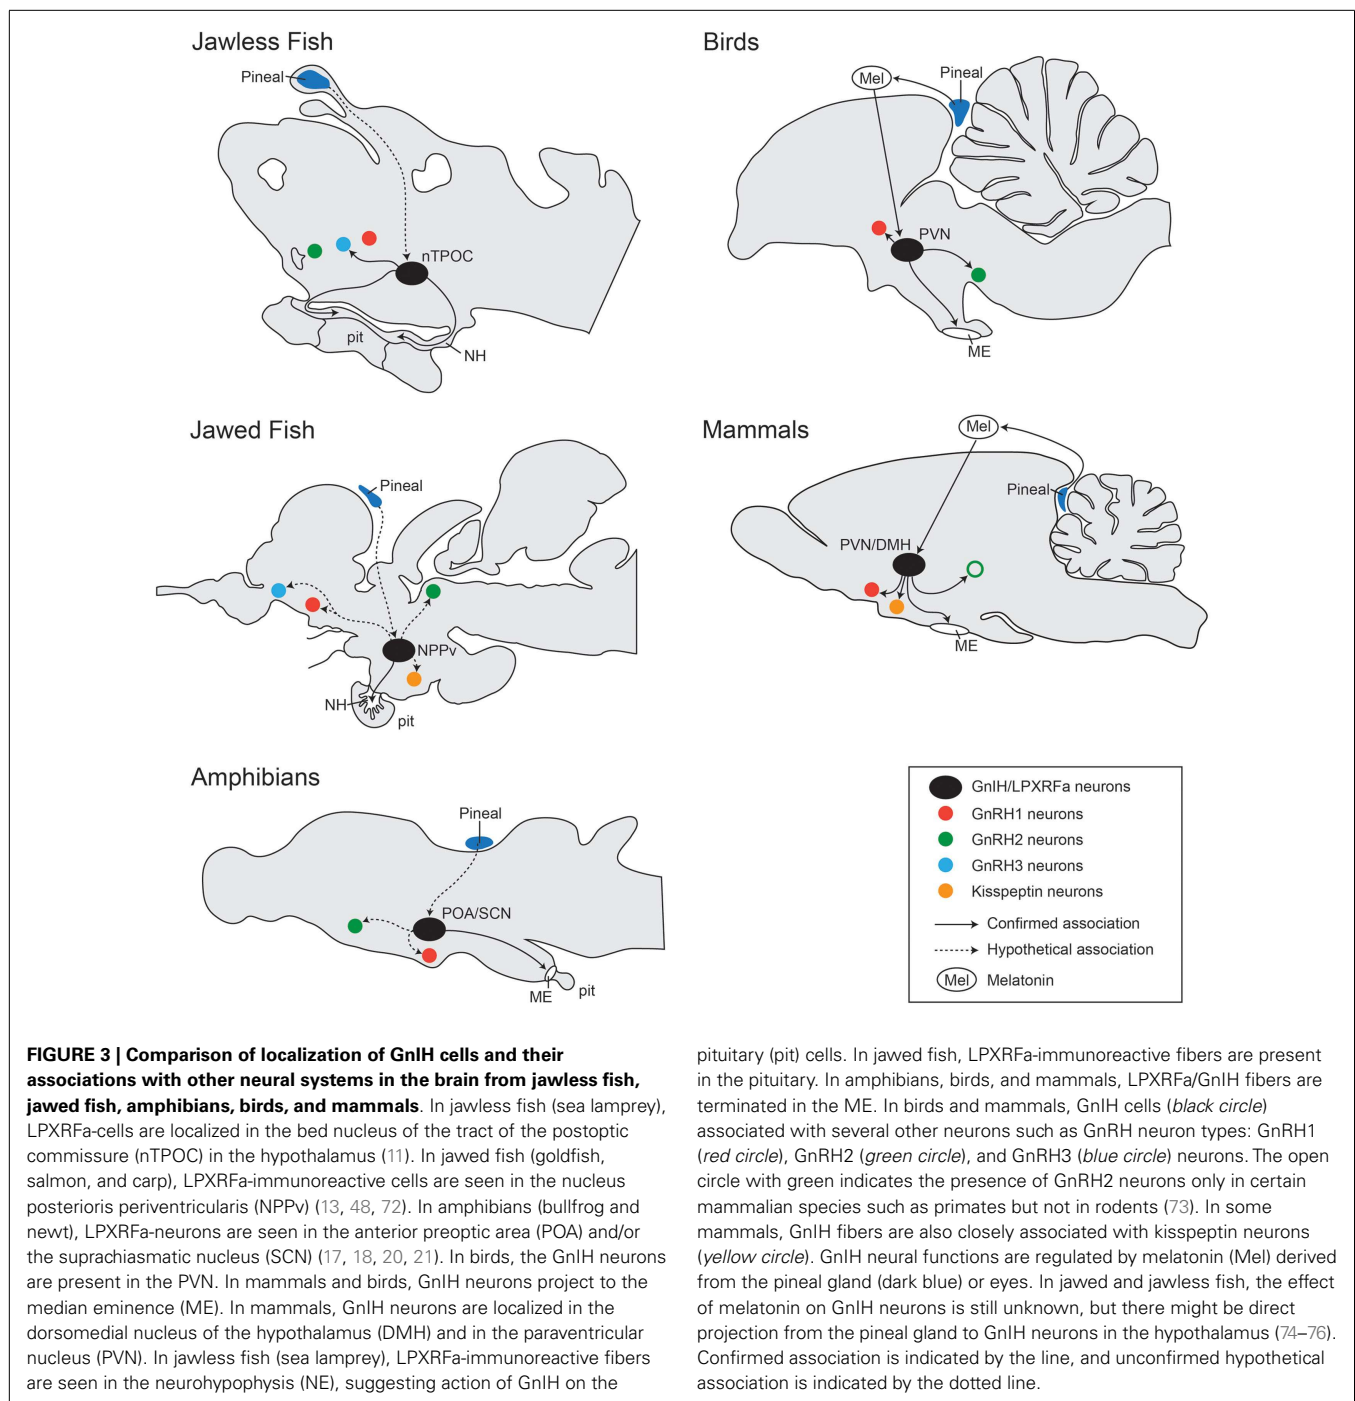 Jawless Fish
Pineal
nTPOC
pit
NH
Birds
Mel
Pineal
PVN
ME
Jawed Fish
Pineal
NPPv
NH
pit
Mammals
Mel
Pineal
PVN/DMH
ME
Amphibians
Pineal
POA/SCN
ME
pit
GnIH/LPXRFa neurons
GnRH1 neurons
GnRH2 neurons
GnRH3 neurons
Kisspeptin neurons
Confirmed association
Hypothetical association
Mel Melatonin
FIGURE 3 | Comparison of localization of GnIH cells and their
associations with other neural systems in the brain from jawless fish,
jawed fish, amphibians, birds, and mammals. In jawless fish (sea lamprey),
LPXRFa-cells are localized in the bed nucleus of the tract of the postoptic
commissure (nTPOC) in the hypothalamus (11). In jawed fish (goldfish,
salmon, and carp), LPXRFa-immunoreactive cells are seen in the nucleus
posterioris periventricularis (NPPv) (13, 48, 72). In amphibians (bullfrog and
newt), LPXRFa-neurons are seen in the anterior preoptic area (POA) and/or
the suprachiasmatic nucleus (SCN) (17, 18, 20, 21). In birds, the GnIH neurons
are present in the PVN. In mammals and birds, GnIH neurons project to the
median eminence (ME). In mammals, GnIH neurons are localized in the
dorsomedial nucleus of the hypothalamus (DMH) and in the paraventricular
nucleus (PVN). In jawless fish (sea lamprey), LPXRFa-immunoreactive fibers
are seen in the neurohypophysis (NE), suggesting action of GnIH on the
pituitary (pit) cells. In jawed fish, LPXRFa-immunoreactive fibers are present
in the pituitary. In amphibians, birds, and mammals, LPXRFa/GnIH fibers are
terminated in the ME. In birds and mammals, GnIH cells (black circle)
associated with several other neurons such as GnRH neuron types: GnRH1
(red circle), GnRH2 (green circle), and GnRH3 (blue circle) neurons. The open
circle with green indicates the presence of GnRH2 neurons only in certain
mammalian species such as primates but not in rodents (73). In some
mammals, GnIH fibers are also closely associated with kisspeptin neurons
(yellow circle). GnIH neural functions are regulated by melatonin (Mel) derived
from the pineal gland (dark blue) or eyes. In jawed and jawless fish, the effect
of melatonin on GnIH neurons is still unknown, but there might be direct
projection from the pineal gland to GnIH neurons in the hypothalamus (74–76).
Confirmed association is indicated by the line, and unconfirmed hypothetical
association is indicated by the dotted line.